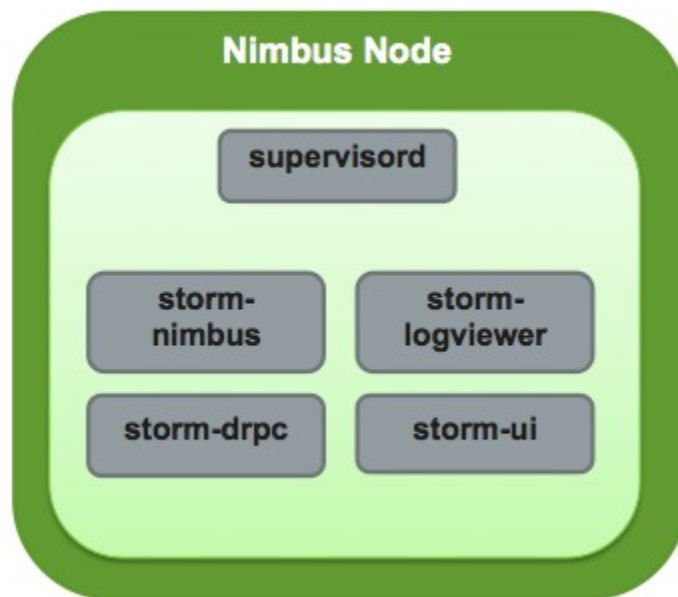 Nimbus Node
supervisord
storm-
nimbus
storm-
logviewer
storm-drpc
storm-ui